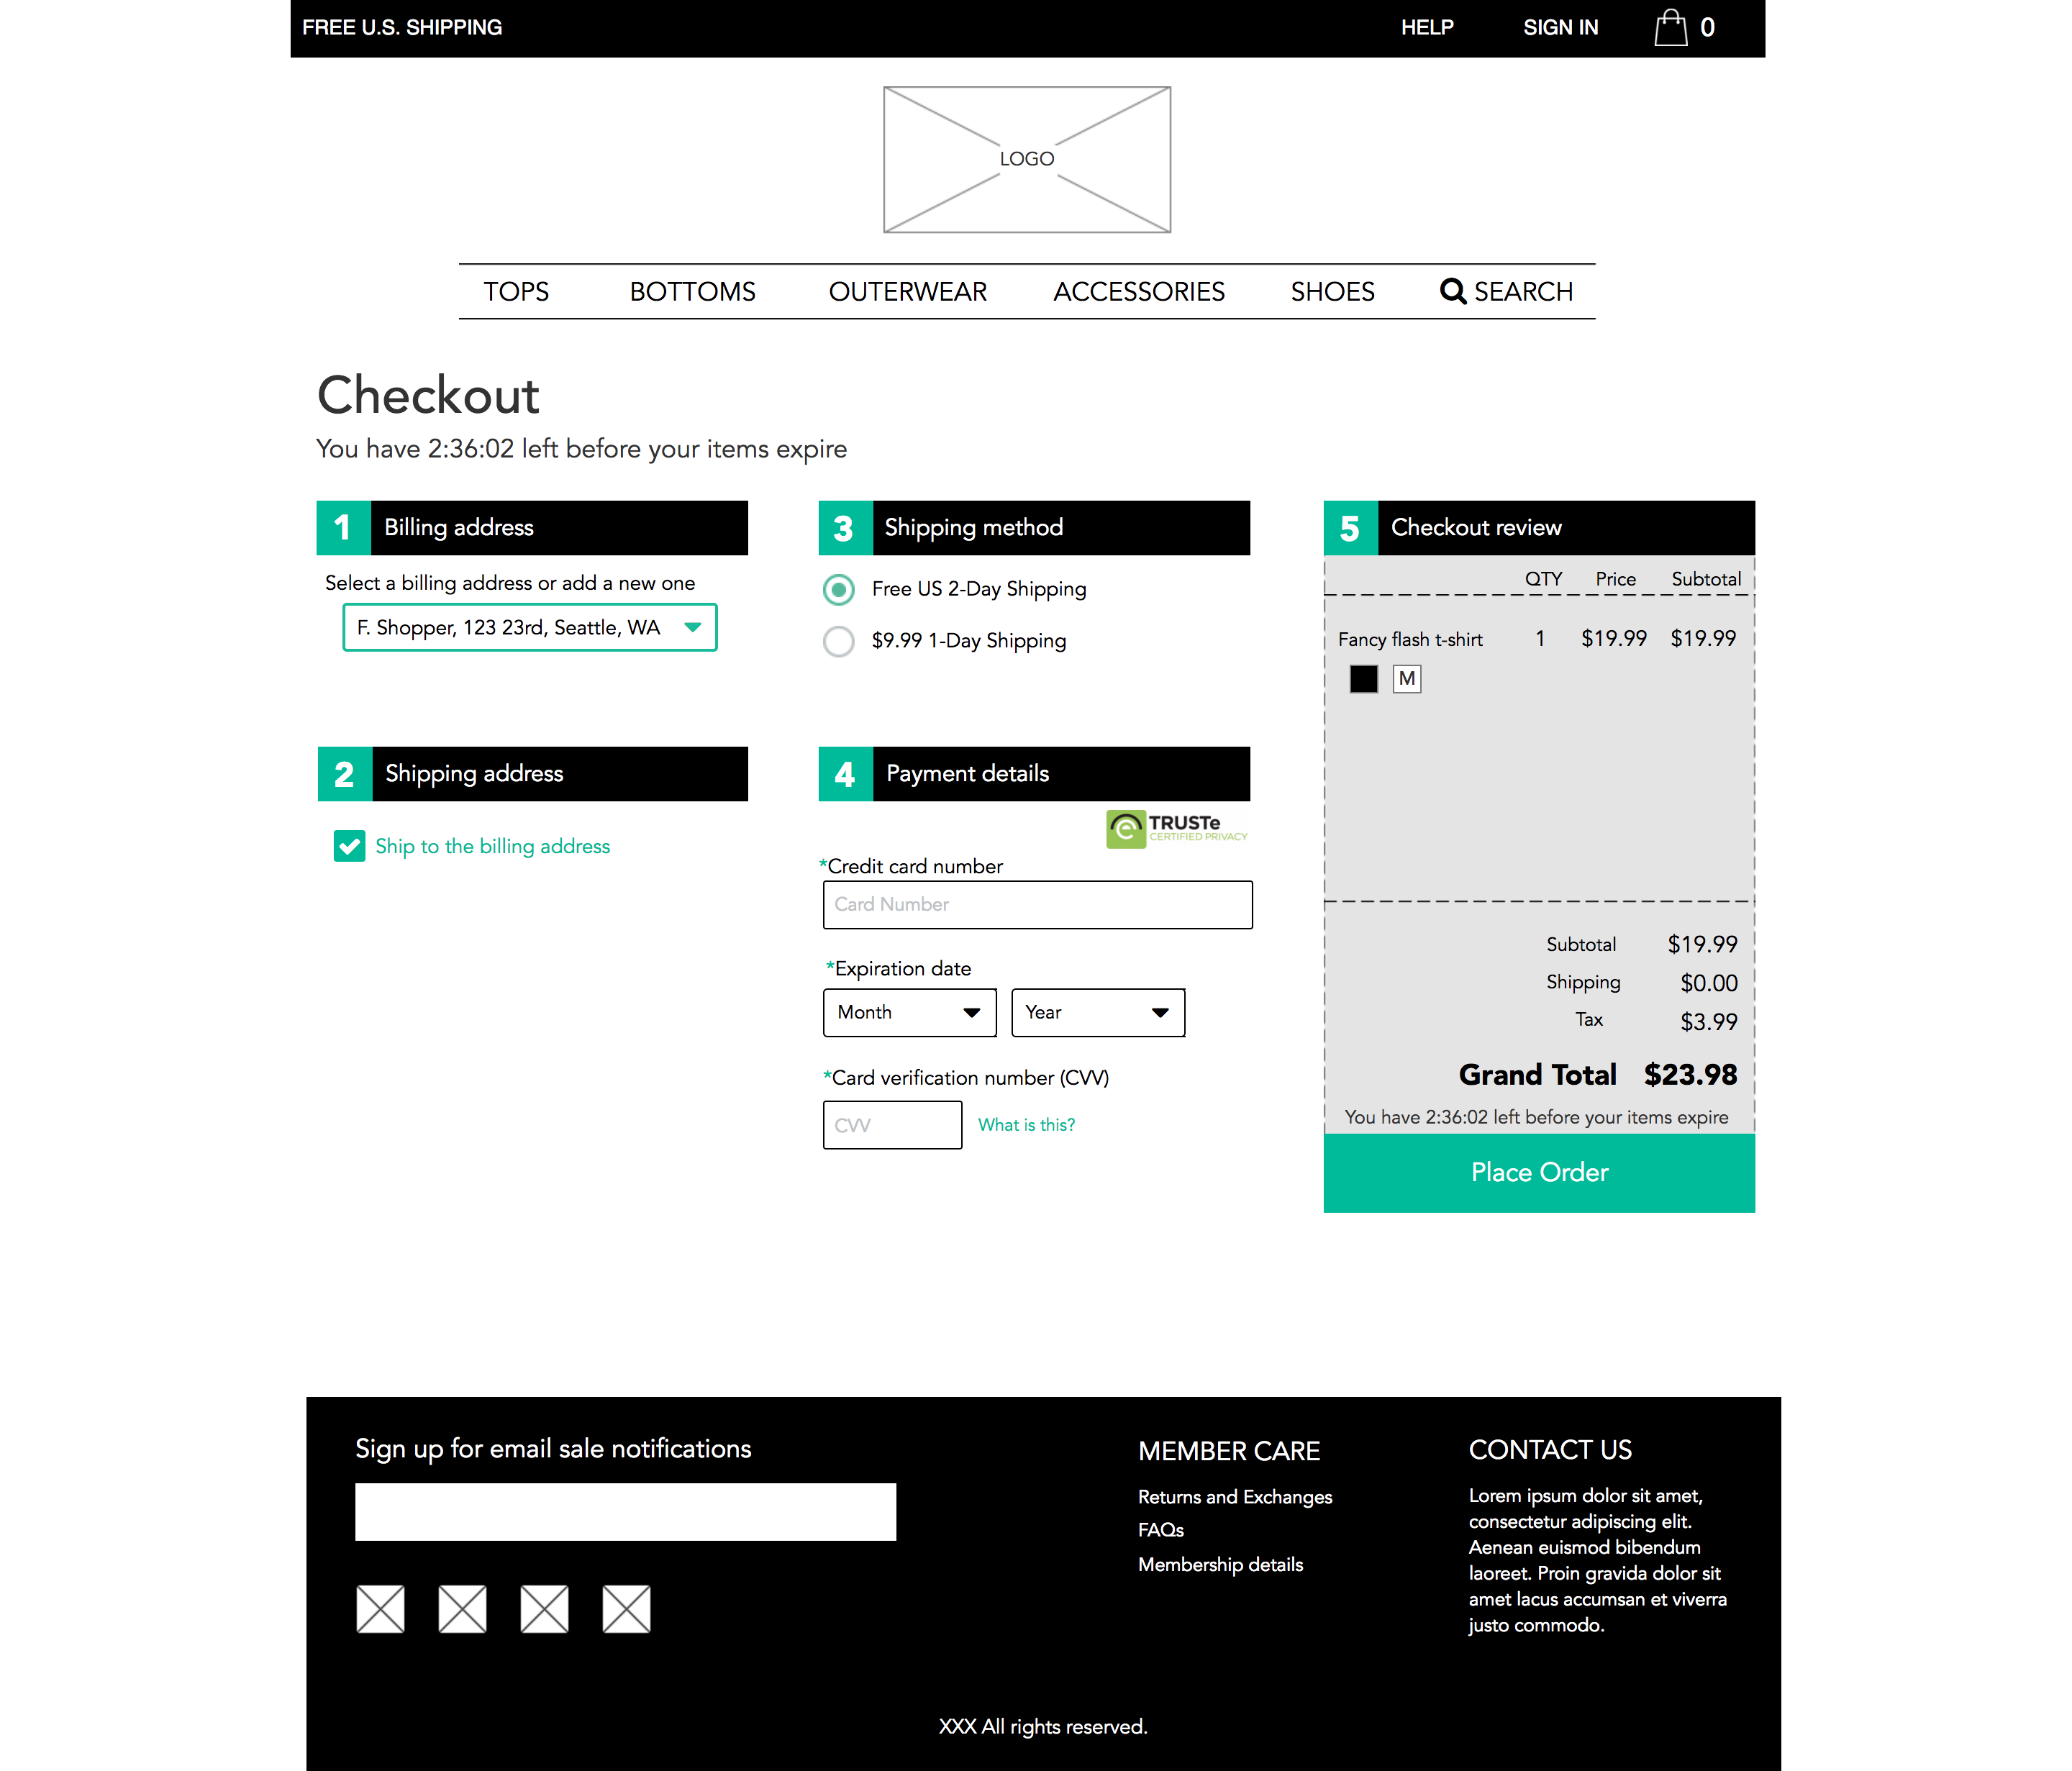 FREE U.S. SHIPPING
HELP
SIGN IN
0
LOGO
TOPS
BOTTOMS
OUTERWEAR
ACCESSORIES
SHOES
SEARCH
Checkout
You have 2:36:02 left before your items expire
1 Billing address
Select a billing address or add a new one
F. Shopper, 123 23rd, Seattle, WA
2 Shipping address
Ship to the billing address
3 Shipping method
Free US 2-Day Shipping
$9.99 1-Day Shipping
4 Payment details
e TRUSTe
CERTIFIED PRIVACY
*Credit card number
Card Number
*Expiration date
Month
Year
*Card verification number (CVV)
CVV
What is this?
5 Checkout review
QTY Price Subtotal
Fancy flash t-shirt 1 $19.99 $19.99
M
Subtotal $19.99
Shipping $0.00
Tax $3.99
Grand Total $23.98
You have 2:36:02 left before your items expire
Place Order
Sign up for email sale notifications
MEMBER CARE
Returns and Exchanges
FAQs
Membership details
CONTACT US
Lorem ipsum dolor sit amet,
consectetur adipiscing elit.
Aenean euismod bibendum
laoreet. Proin gravida dolor sit
amet lacus accumsan et viverra
justo commodo.
XXX All rights reserved.